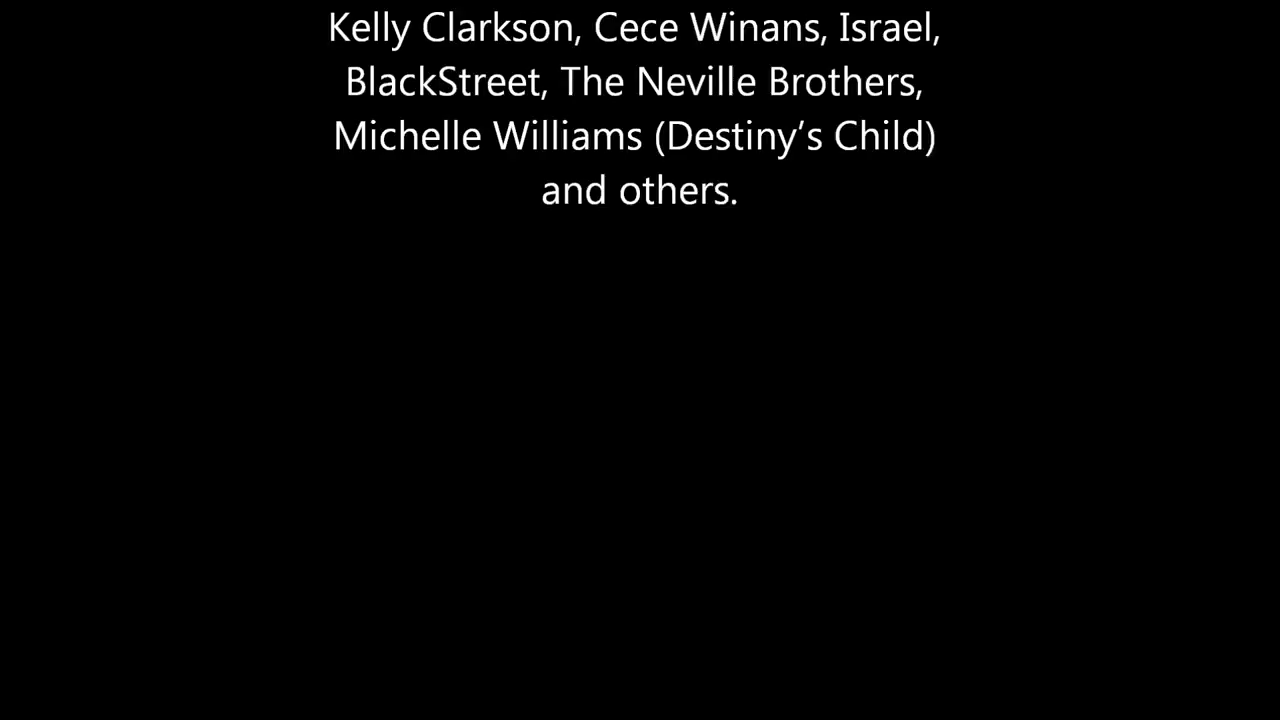 Kelly Clarkson, Cece Winans, Israel,
BlackStreet, The Neville Brothers,
Michelle Williams (Destiny’s Child)
and others.